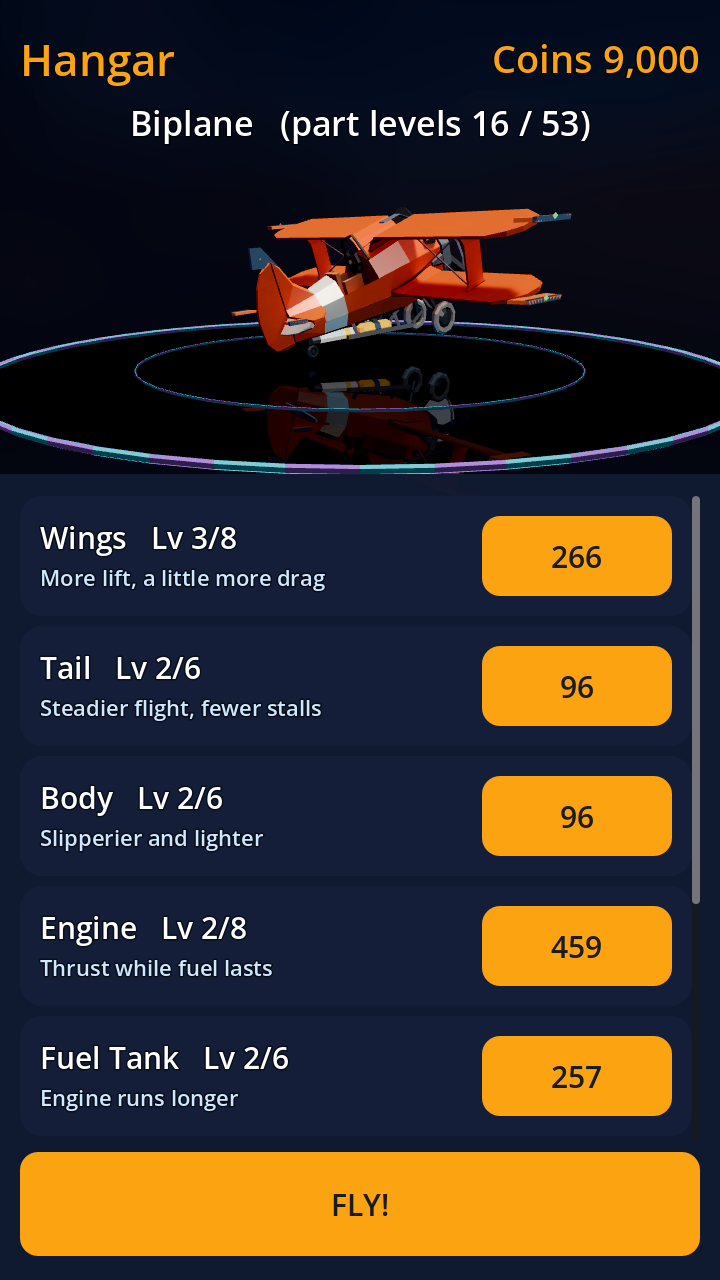 Hangar
Coins 9,000
Biplane (part levels 16 / 53)
Wings Lv 3/8
More lift, a little more drag
266
Tail Lv 2/6
Steadier flight, fewer stalls
96
Body Lv 2/6
Slipperier and lighter
96
Engine Lv 2/8
Thrust while fuel lasts
459
Fuel Tank Lv 2/6
Engine runs longer
257
FLY!